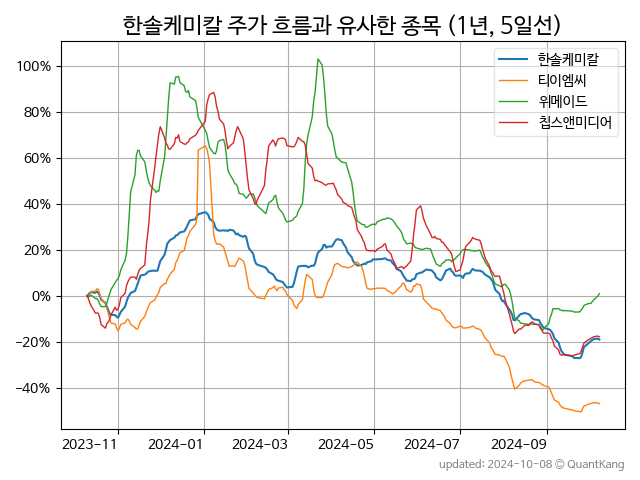 한솔케미칼 주가 흐름과 유사한 종목 (1년, 5일선)
한솔케미칼
티이엠씨
위메이드
칩스앤미디어
100%
80%
60%
40%
20%
0%
−20%
−40%
2023-11
2024-01
2024-03
2024-05
2024-07
2024-09
updated: 2024-10-08 © QuantKang